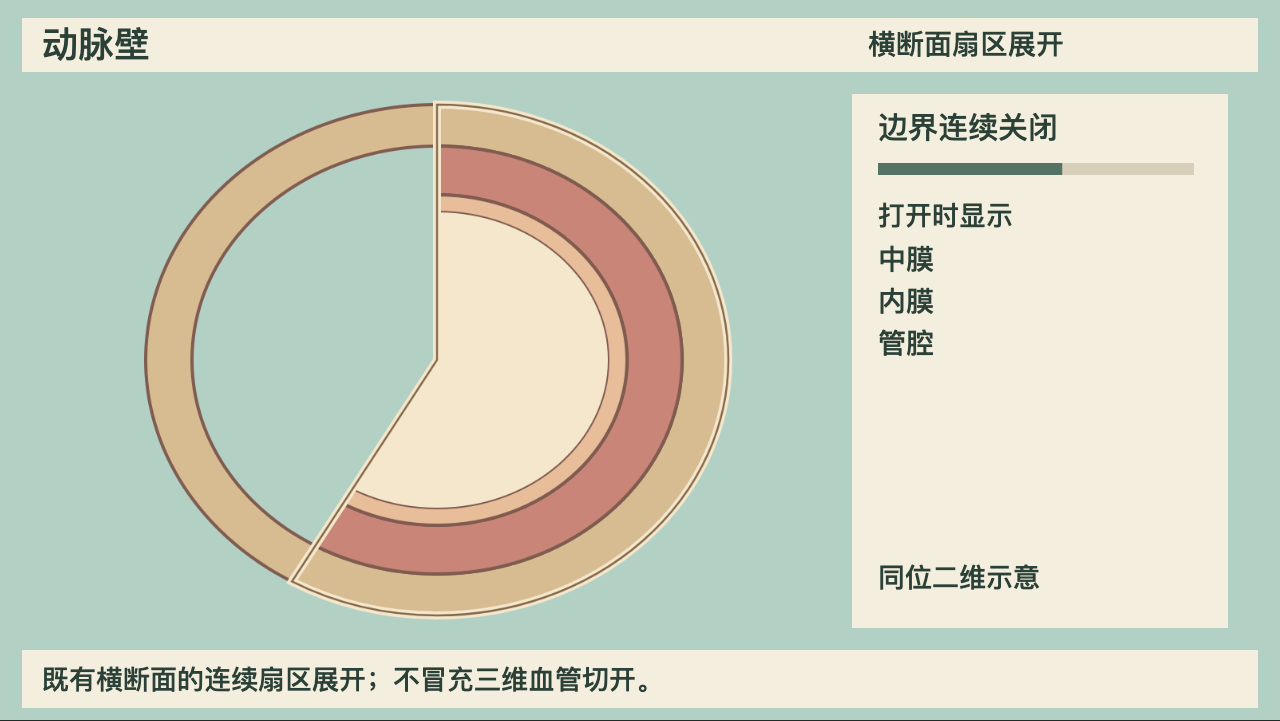 动脉壁
横断面扇区展开
边界连续关闭
打开时显示
中膜
内膜
管腔
同位二维示意
既有横断面的连续扇区展开；不冒充三维血管切开。